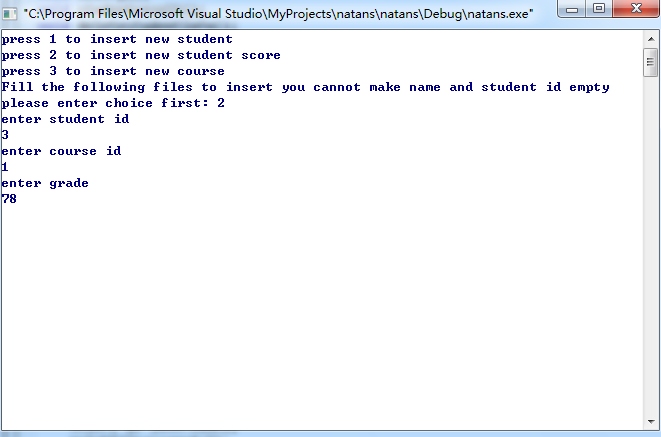 "C:\Program Files\Microsoft Visual Studio\MyProjects\natans\natans\Debug\natans.exe"
press 1 to insert new student
press 2 to insert new student score
press 3 to insert new course
Fill the following files to insert you cannot make name and student id empty
please enter choice first: 2
enter student id
3
enter course id
1
enter grade
78